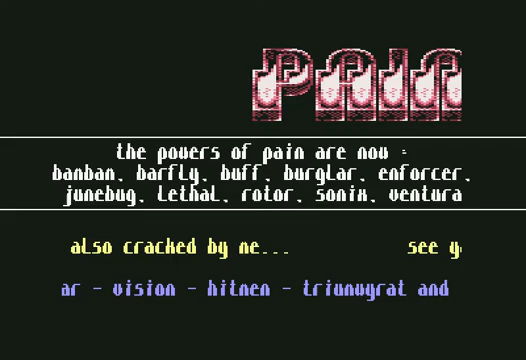 PAIN
the powers of pain are now :
banban, barfly, buff, burglar, enforcer,
junebug, lethal, rotor, sonix, ventura
also cracked by me... see y
ar - vision - hitmen - triumvyrat and